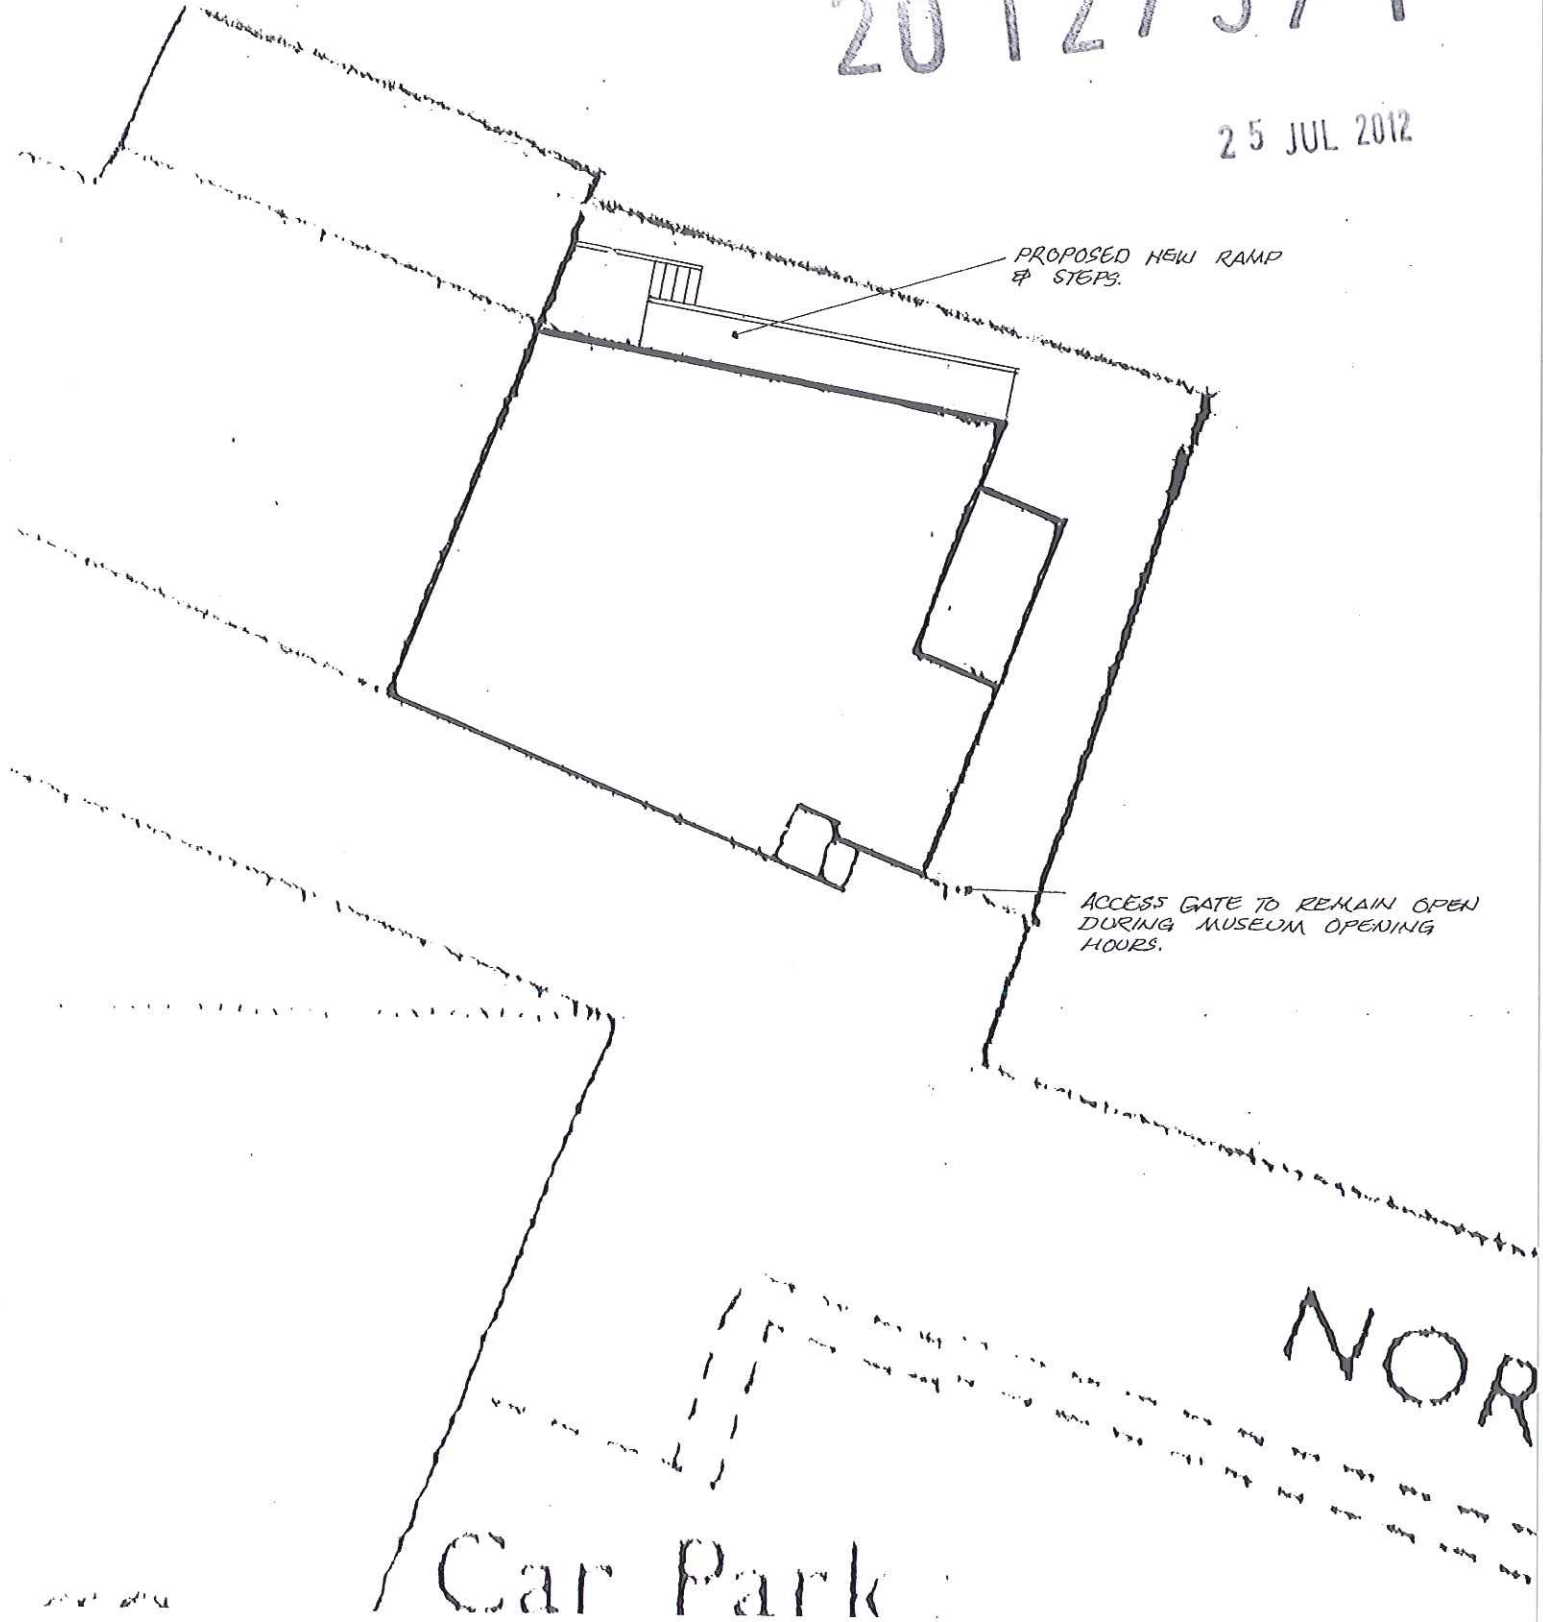 25 JUL 2012
PROPOSED NEW RAMP
& STEPS.
ACCESS GATE TO REMAIN OPEN
DURING MUSEUM OPENING
HOURS.
NOR
Car Park